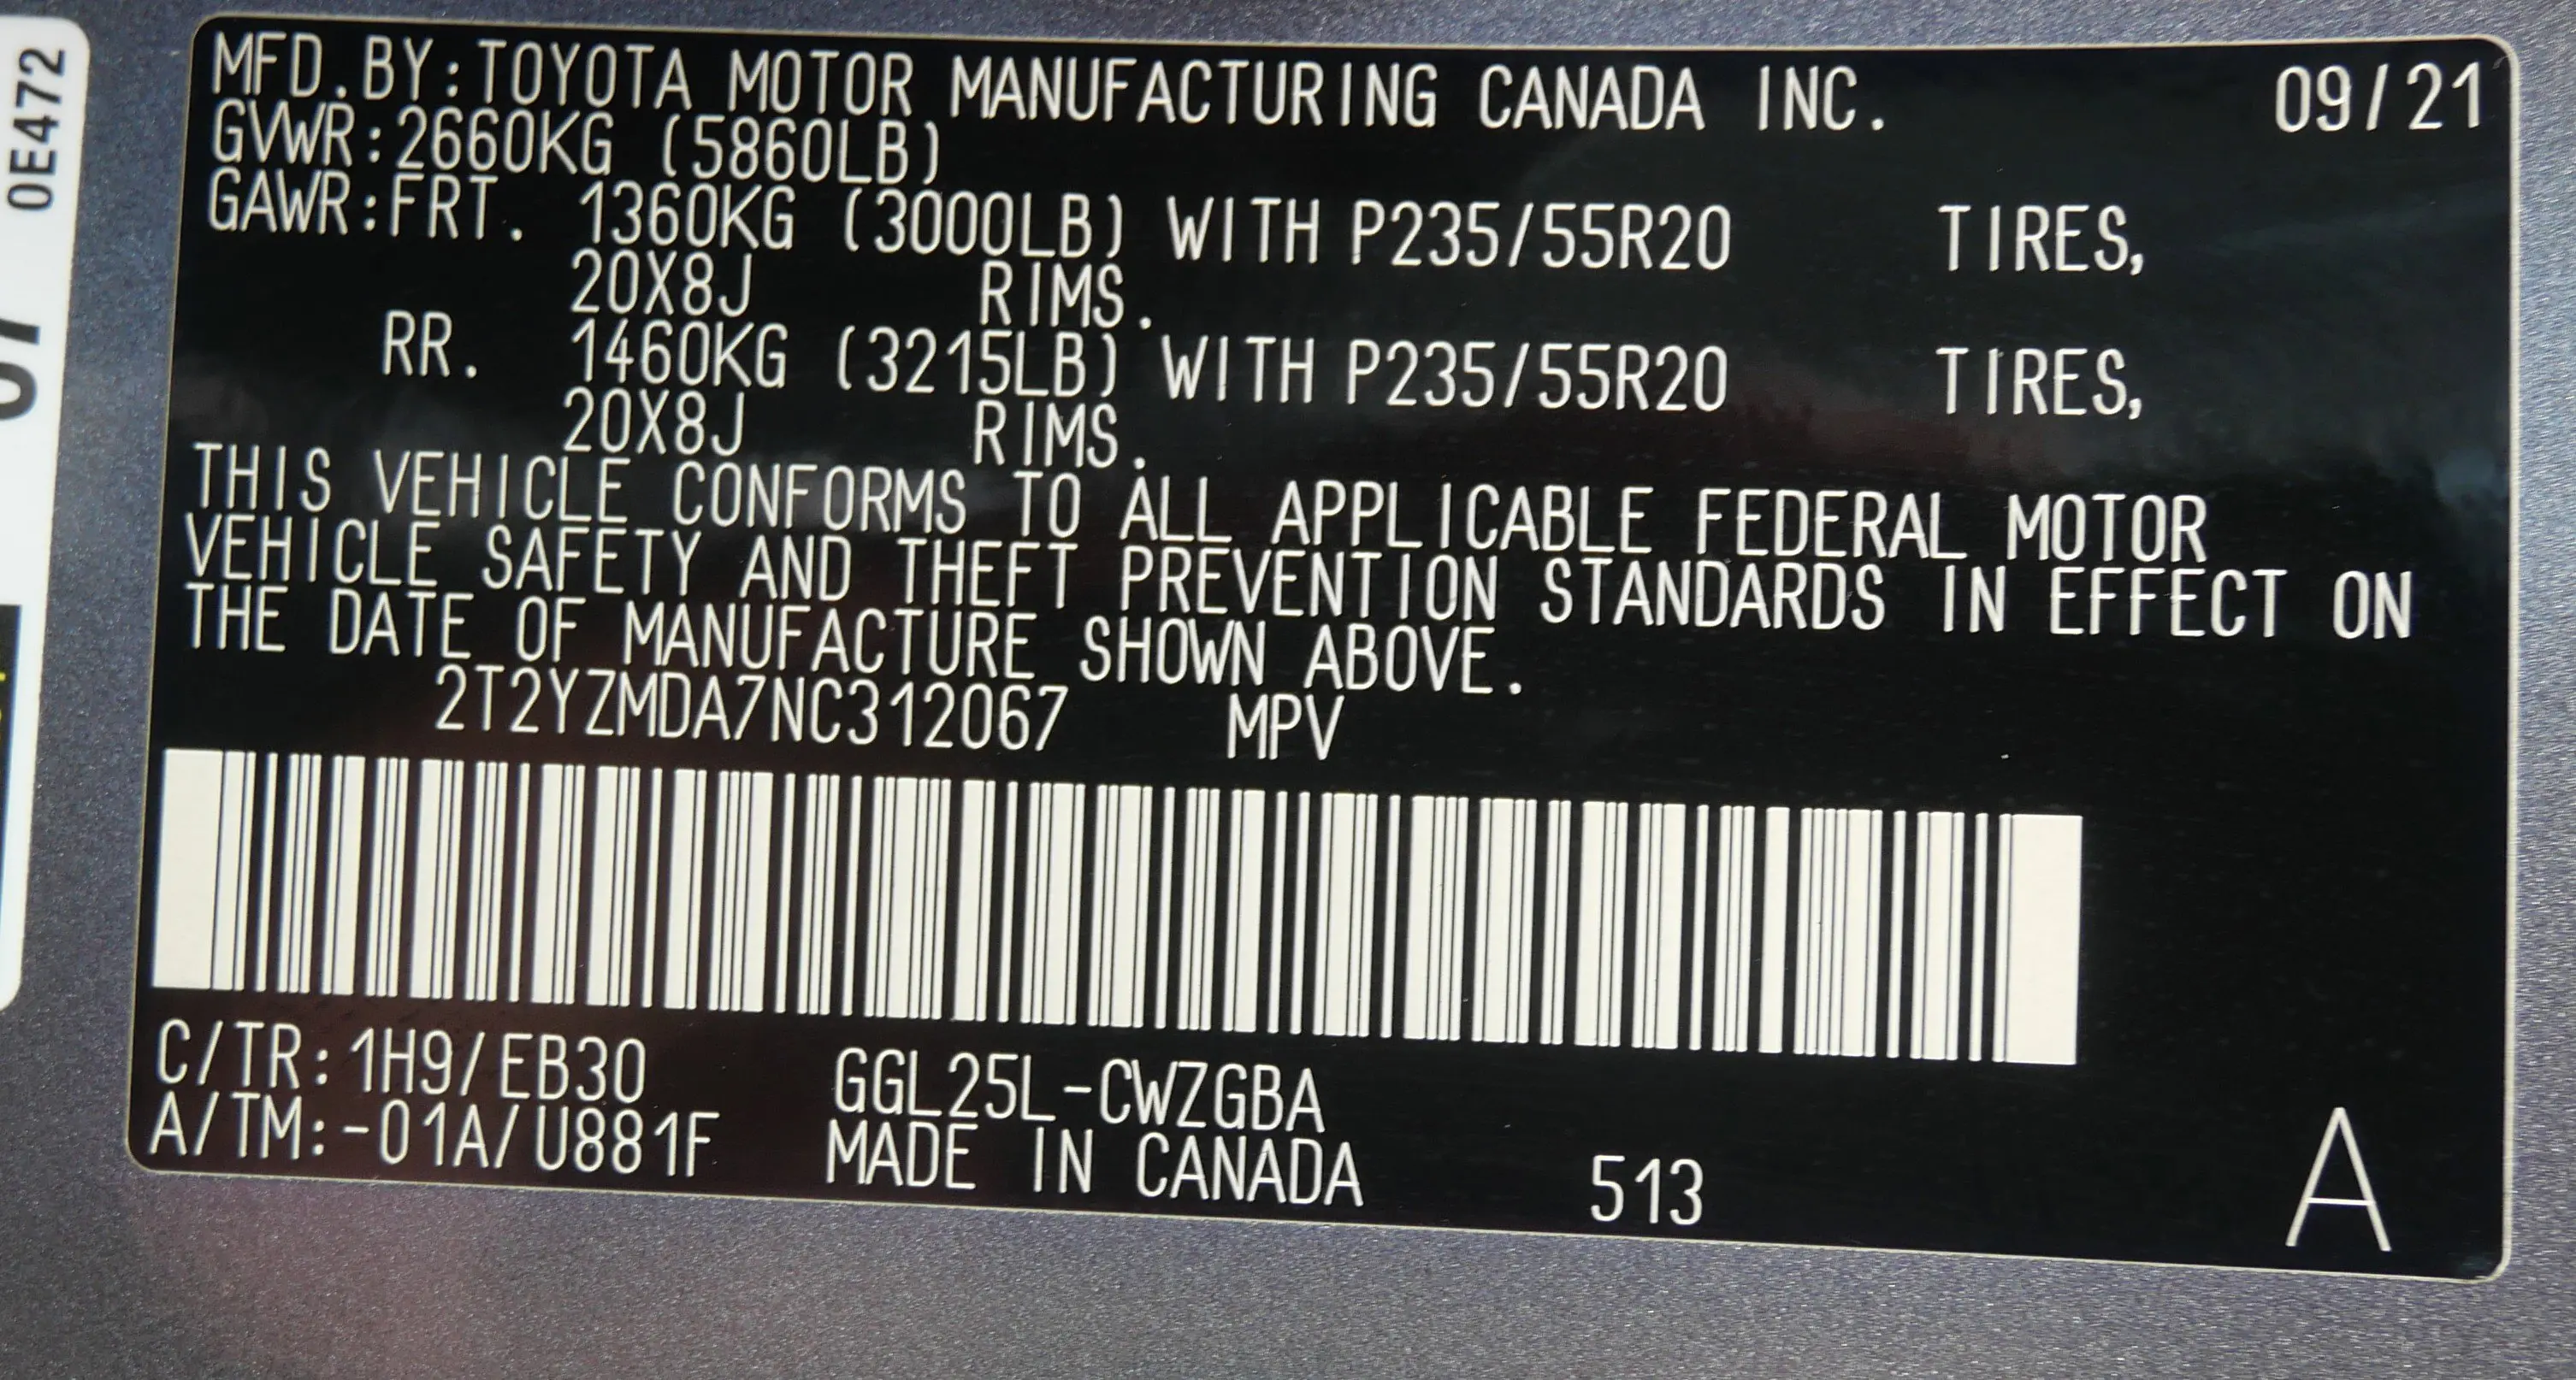 MFD.BY:TOYOTA MOTOR MANUFACTURING CANADA INC. 09/21
GVWR:2660KG (5860LB)
GAWR:FRT. 1360KG (3000LB) WITH P235/55R20 TIRES,
20X8J RIMS.
RR. 1460KG (3215LB) WITH P235/55R20 TIRES,
20X8J RIMS.
THIS VEHICLE CONFORMS TO ALL APPLICABLE FEDERAL MOTOR
VEHICLE SAFETY AND THEFT PREVENTION STANDARDS IN EFFECT ON
THE DATE OF MANUFACTURE SHOWN ABOVE.
2T2YZMDA7NC312067 MPV
C/TR:1H9/EB30 GGL25L-CWZGBA
A/TM:-01A/U881F MADE IN CANADA 513 A
0E472